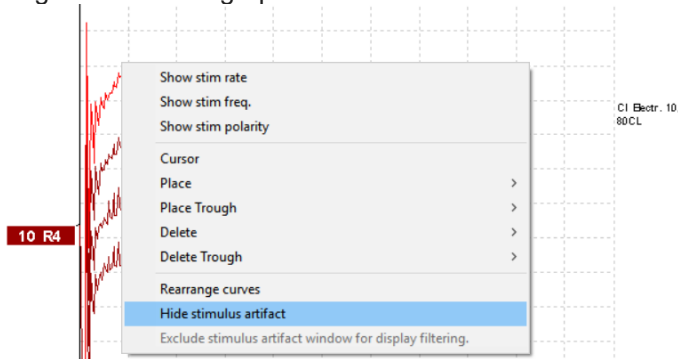 Show stim rate
Show stim freq.
Show stim polarity
CI Electr. 10
80CL
Cursor
Place
Place Trough
10 R4
Delete
Delete Trough
Rearrange curves
Hide stimulus artifact
Exclude stimulus artifact window for display filtering.